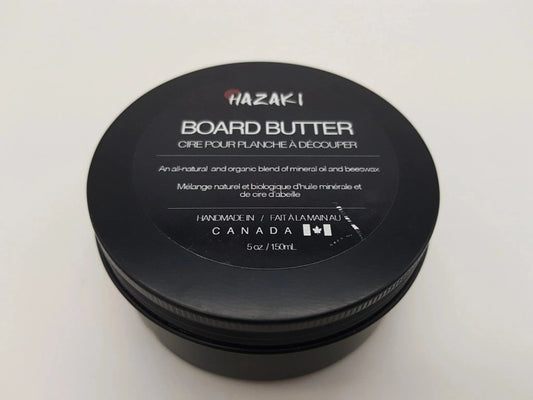 HAZAKI
BOARD BUTTER
CIRE POUR PLANCHE À DÉCOUPER
An all-natural and organic blend of mineral oil and beeswax
Mélange naturel et biologique d'huile minérale et
de cire d'abeille
HANDMADE IN / FAIT À LA MAIN AU
CANADA
5 oz. / 150mL